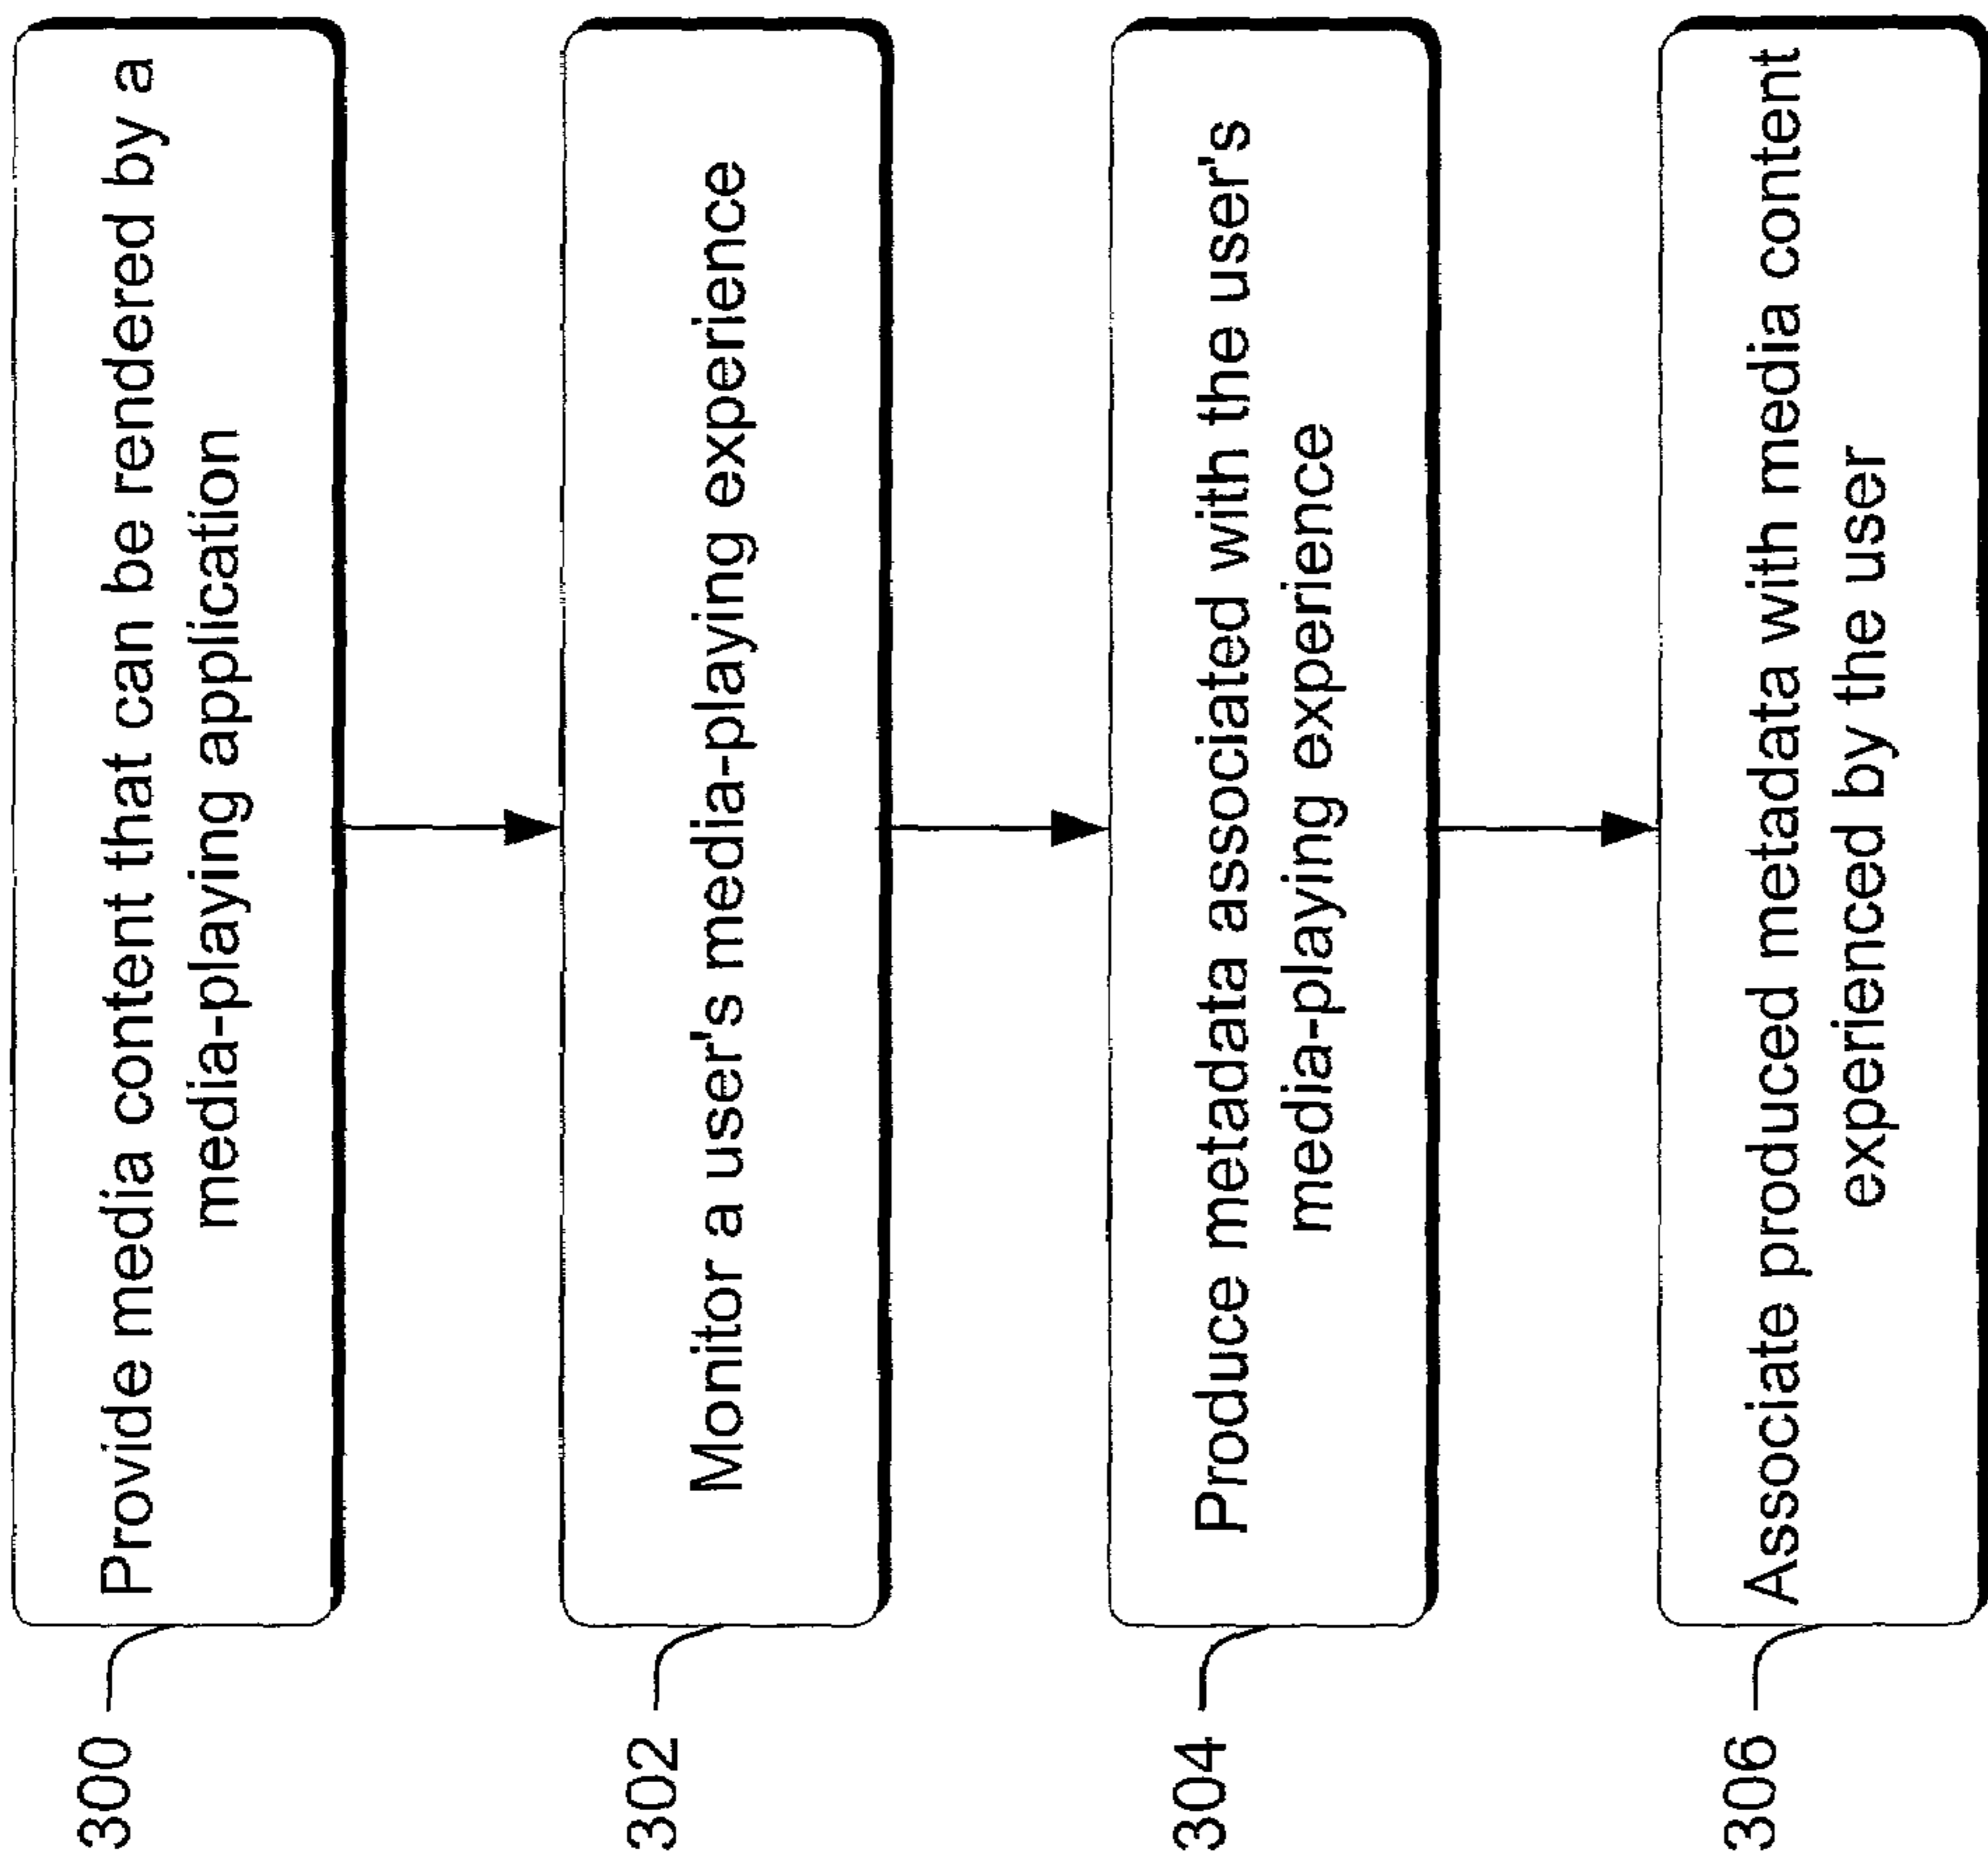 300
Provide media content that can be rendered by a
media-playing application
302
Monitor a user's media-playing experience
304
Produce metadata associated with the user's
media-playing experience
306
Associate produced metadata with media content
experienced by the user